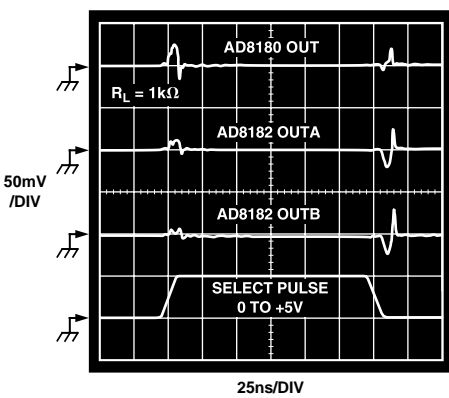 AD8180 OUT
R_L = 1kΩ
AD8182 OUTA
50mV
/DIV
AD8182 OUTB
SELECT PULSE
0 TO +5V
25ns/DIV